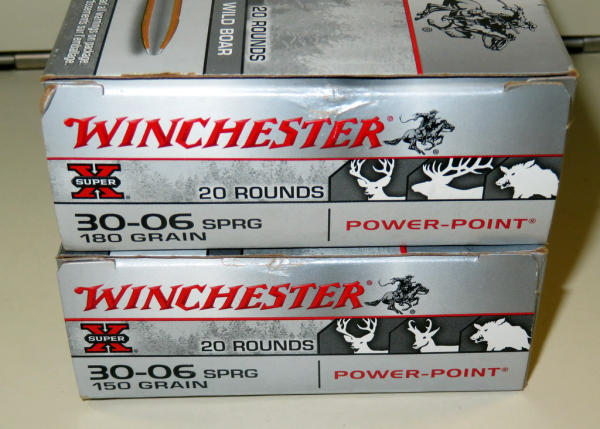 20 ROUNDS
WILD BOAR
WINCHESTER
SUPER X
20 ROUNDS
30-06 SPRG
180 GRAIN
POWER-POINT®
WINCHESTER
SUPER X
20 ROUNDS
30-06 SPRG
150 GRAIN
POWER-POINT®